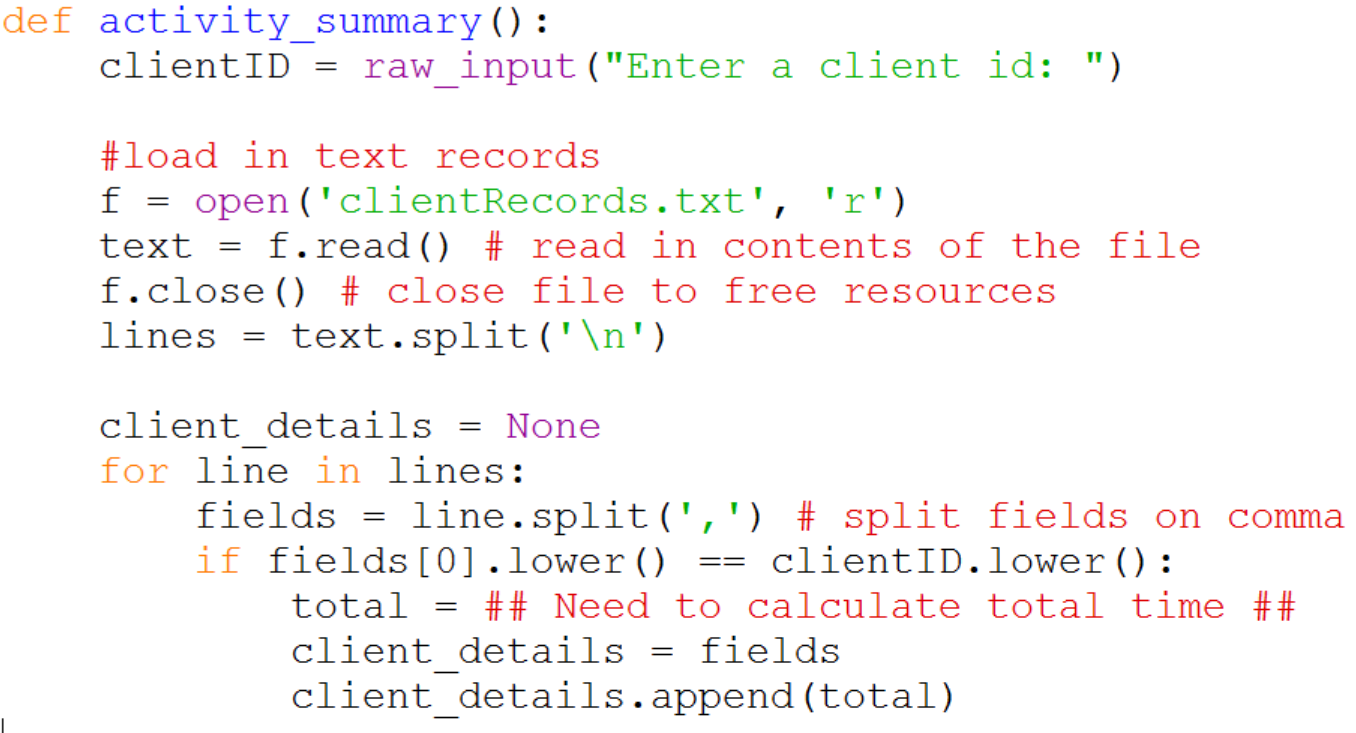 def activity_summary():
    clientID = raw_input("Enter a client id: ")
    #load in text records
    f = open('clientRecords.txt', 'r')
    text = f.read() # read in contents of the file
    f.close() # close file to free resources
    lines = text.split('\n')
    client_details = None
    for line in lines:
        fields = line.split(',') # split fields on comma
        if fields[0].lower() == clientID.lower():
            total = ## Need to calculate total time ##
            client_details = fields
            client_details.append(total)